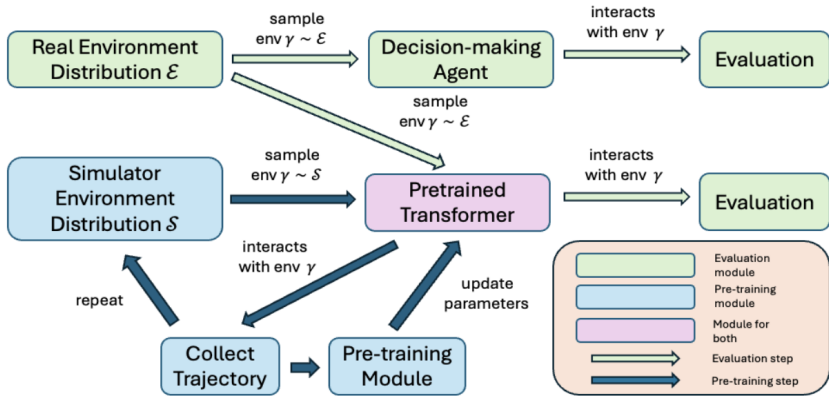 sample
env γ ~ ℰ
interacts
with env γ
Real Environment
Distribution ℰ
Decision-making
Agent
Evaluation
sample
env γ ~ ℰ
Simulator
Environment
Distribution 𝒮
sample
env γ ~ 𝒮
Pretrained
Transformer
interacts
with env γ
Evaluation
interacts
with env γ
repeat
update
parameters
Collect
Trajectory
Pre-training
Module
Evaluation
module
Pre-training
module
Module for
both
Evaluation step
Pre-training step